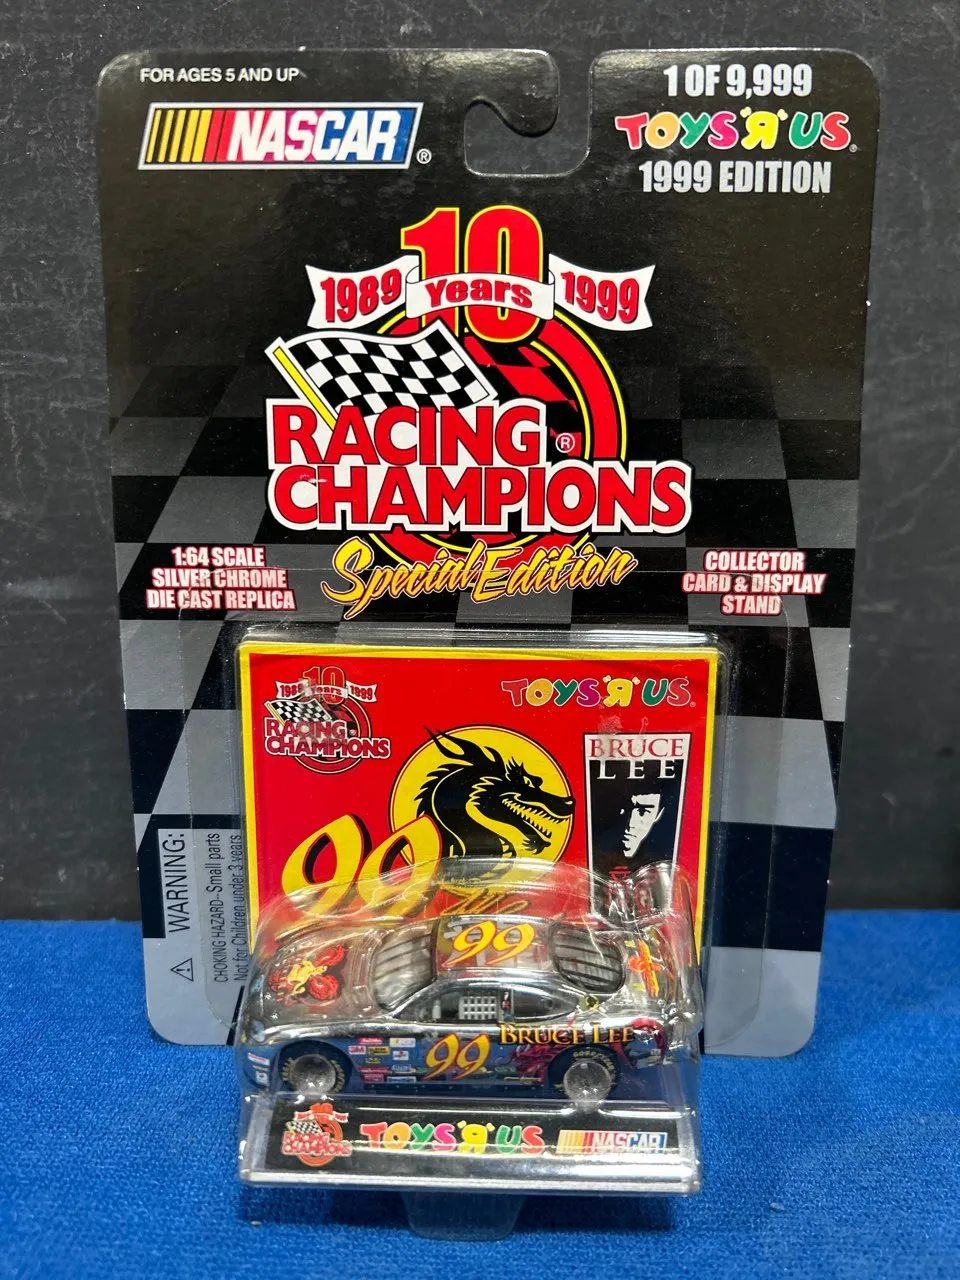 FOR AGES 5 AND UP
NASCAR®
1 OF 9,999
TOYS "R" US®
1999 EDITION
10
1989 Years 1999
RACING ®
CHAMPIONS
Special Edition
1:64 SCALE
SILVER CHROME
DIE CAST REPLICA
COLLECTOR
CARD & DISPLAY
STAND
10
1989 Years 1999
RACING
CHAMPIONS
TOYS "R" US®
BRUCE
LEE
99
WARNING:
CHOKING HAZARD-Small parts
Not for Children under 3 years
99
BRUCE LEE
99
RACING
CHAMPIONS
TOYS "R" US
NASCAR